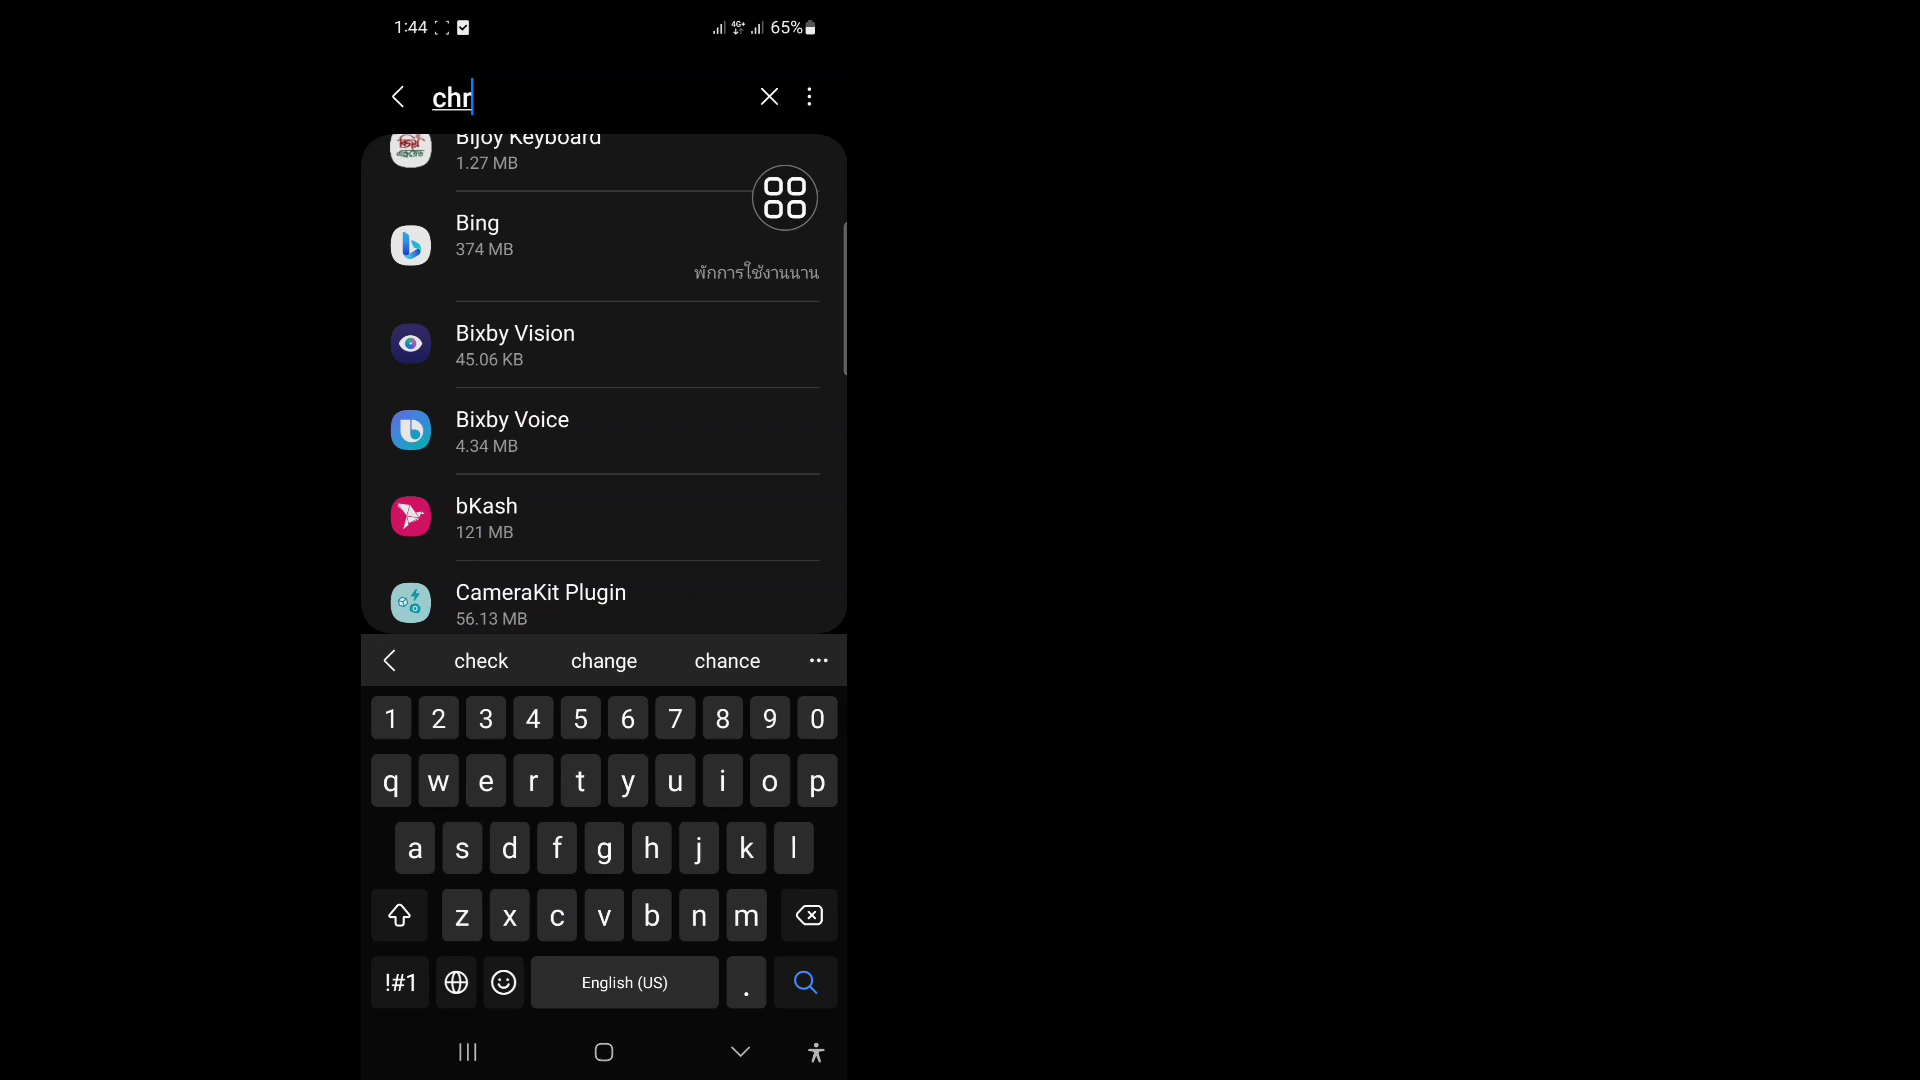 1:44 4G+ 65%
chr
Bijoy Keyboard
1.27 MB
Bing
374 MB
พักการใช้งานนาน
Bixby Vision
45.06 KB
Bixby Voice
4.34 MB
bKash
121 MB
CameraKit Plugin
56.13 MB
check change chance
1 2 3 4 5 6 7 8 9 0
q w e r t y u i o p
a s d f g h j k l
z x c v b n m
!#1 English (US) .